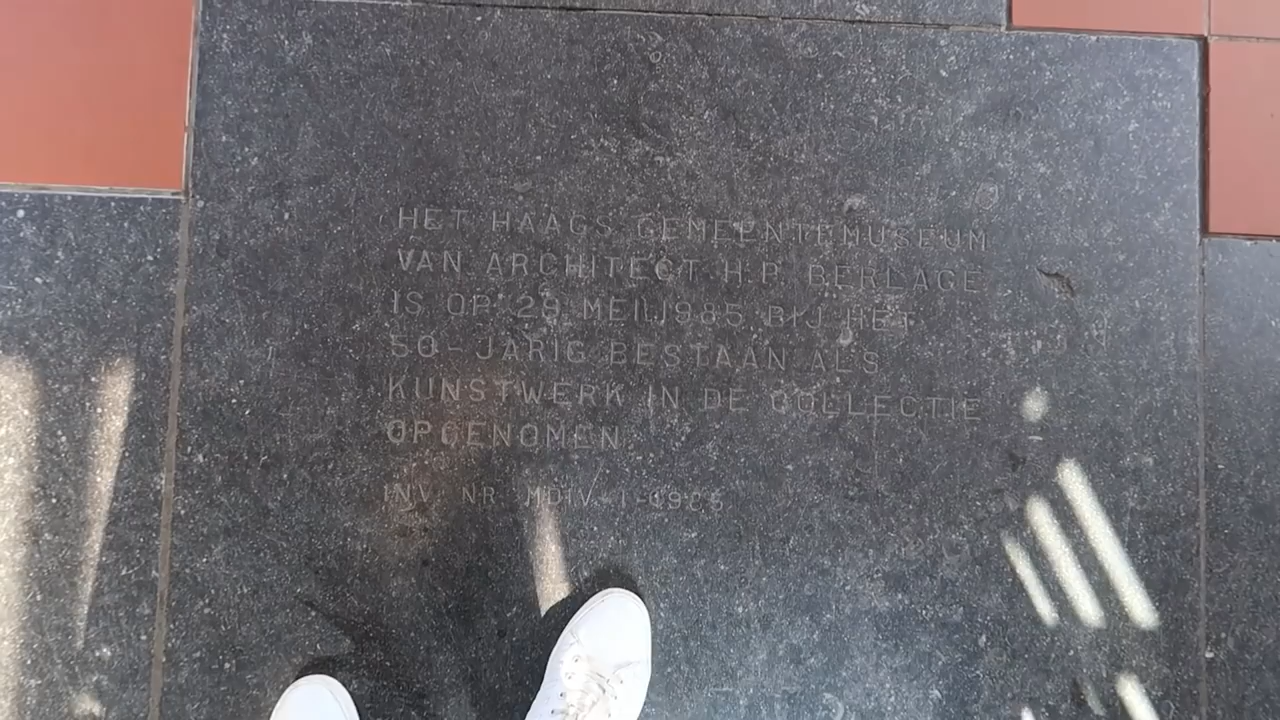 HET HAAGS GEMEENTEMUSEUM
VAN ARCHITECT H.P. BERLAGE
IS OP 29 MEI 1985 BIJ HET
50-JARIG BESTAAN ALS
KUNSTWERK IN DE COLLECTIE
OPGENOMEN
INV. NR. MDIV-1-1985